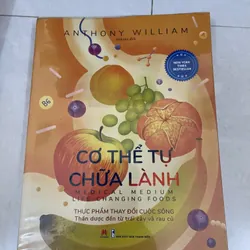 ANTHONY WILLIAM
NEW YORK
TIMES
BESTSELLER
CƠ THỂ TỰ
CHỮA LÀNH
MEDICAL MEDIUM
LIFE-CHANGING FOODS
THỰC PHẨM THAY ĐỔI CUỘC SỐNG
Thần dược đến từ trái cây và rau củ